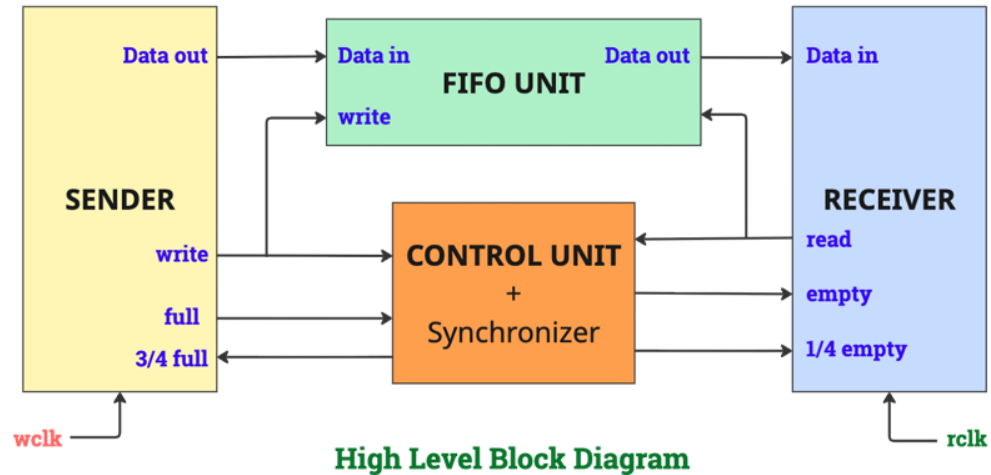 Data out
Data in
Data out
Data in
FIFO UNIT
write
SENDER
RECEIVER
write
CONTROL UNIT
+
Synchronizer
read
empty
full
3/4 full
1/4 empty
wclk
rclk
High Level Block Diagram